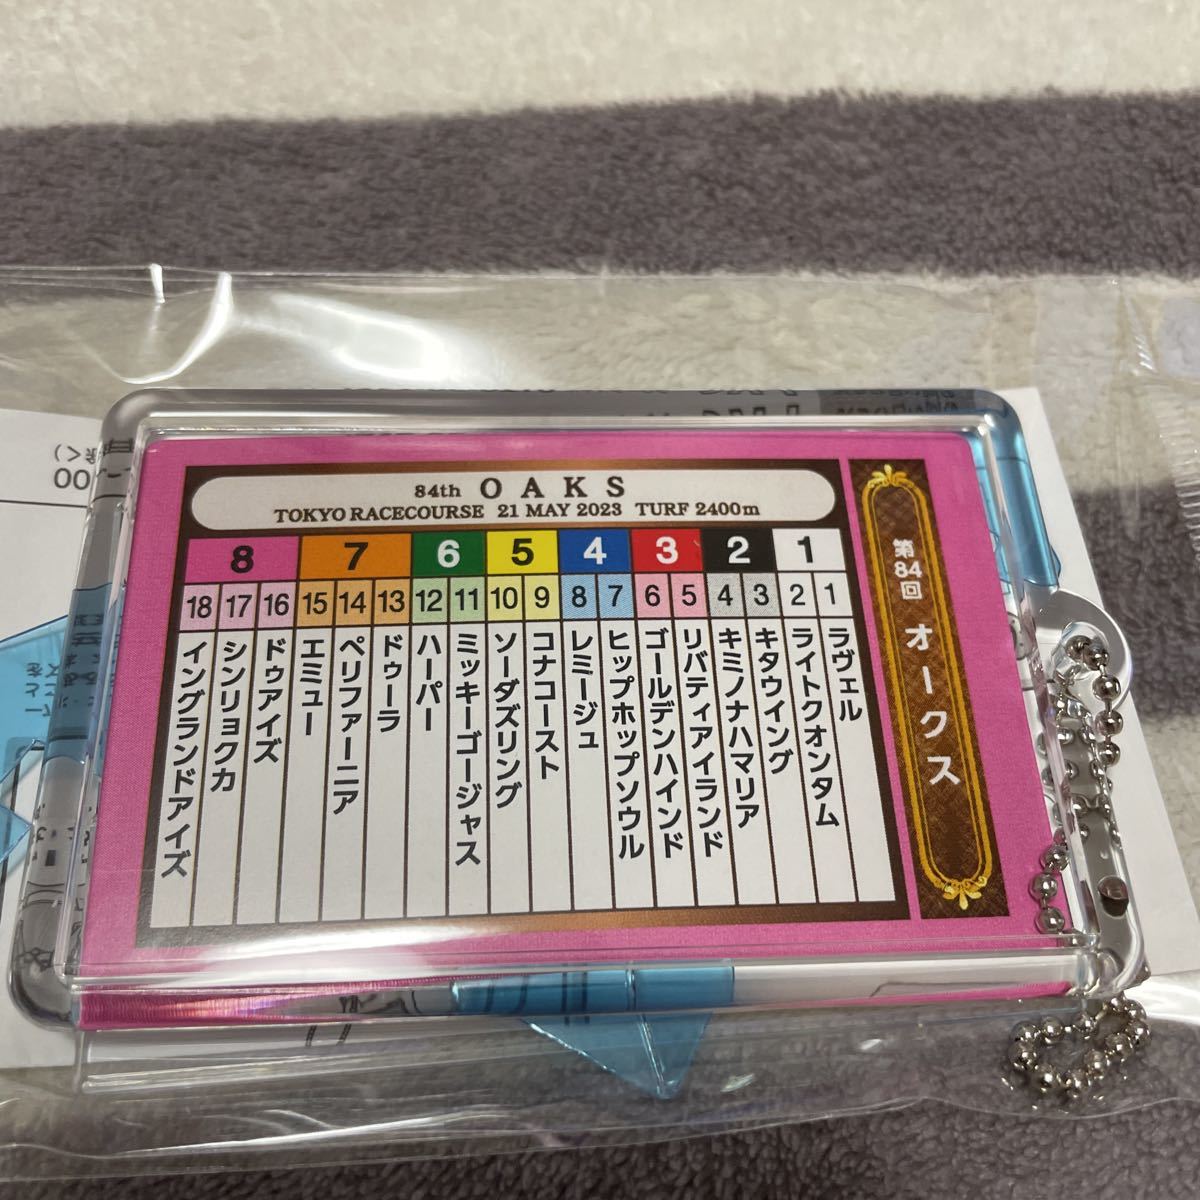 84th OAKS
TOKYO RACECOURSE 21 MAY 2023 TURF 2400m
第84回 オークス
8 7 6 5 4 3 2 1
18 17 16 15 14 13 12 11 10 9 8 7 6 5 4 3 2 1
ラヴェル
ライトクオンタム
キタウイング
キミノナハマリア
リバティアイランド
ゴールデンハインド
ヒップホップソウル
レミージュ
コナコースト
ソーダズリング
ミッキーゴージャス
ハーパー
ドゥーラ
ペリファーニア
エミュー
ドゥアイズ
シンリョクカ
イングランドアイズ